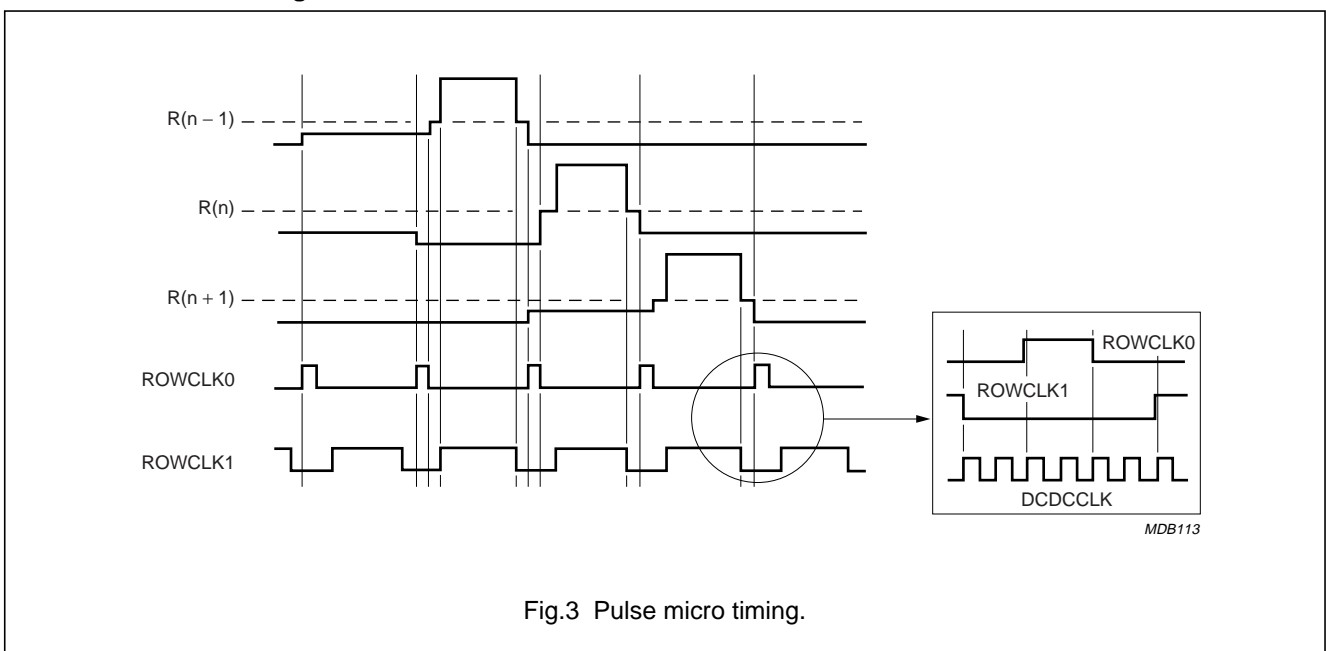 R(n − 1)
R(n)
R(n + 1)
ROWCLK0
ROWCLK1
ROWCLK0
ROWCLK1
DCDCCLK
MDB113
Fig.3 Pulse micro timing.